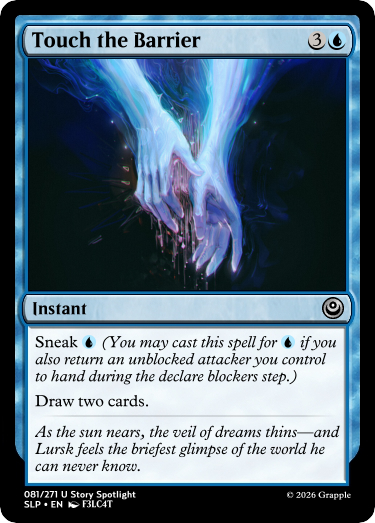 Touch the Barrier 3
Instant
Sneak (You may cast this spell for if you
also return an unblocked attacker you control
to hand during the declare blockers step.)
Draw two cards.
As the sun nears, the veil of dreams thins—and
Lursk feels the briefest glimpse of the world he
can never know.
081/271 U Story Spotlight
SLP • EN F3LC4T
© 2026 Grapple